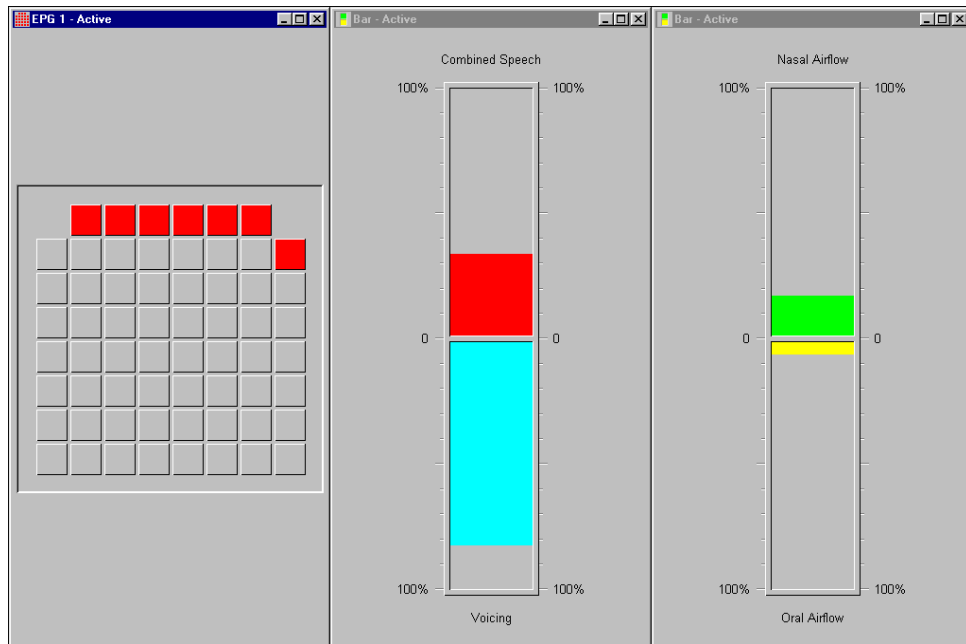 EPG 1 - Active
Bar - Active
Bar - Active
Combined Speech
100% 100%
0 0
100% 100%
Voicing
Nasal Airflow
100% 100%
0 0
100% 100%
Oral Airflow